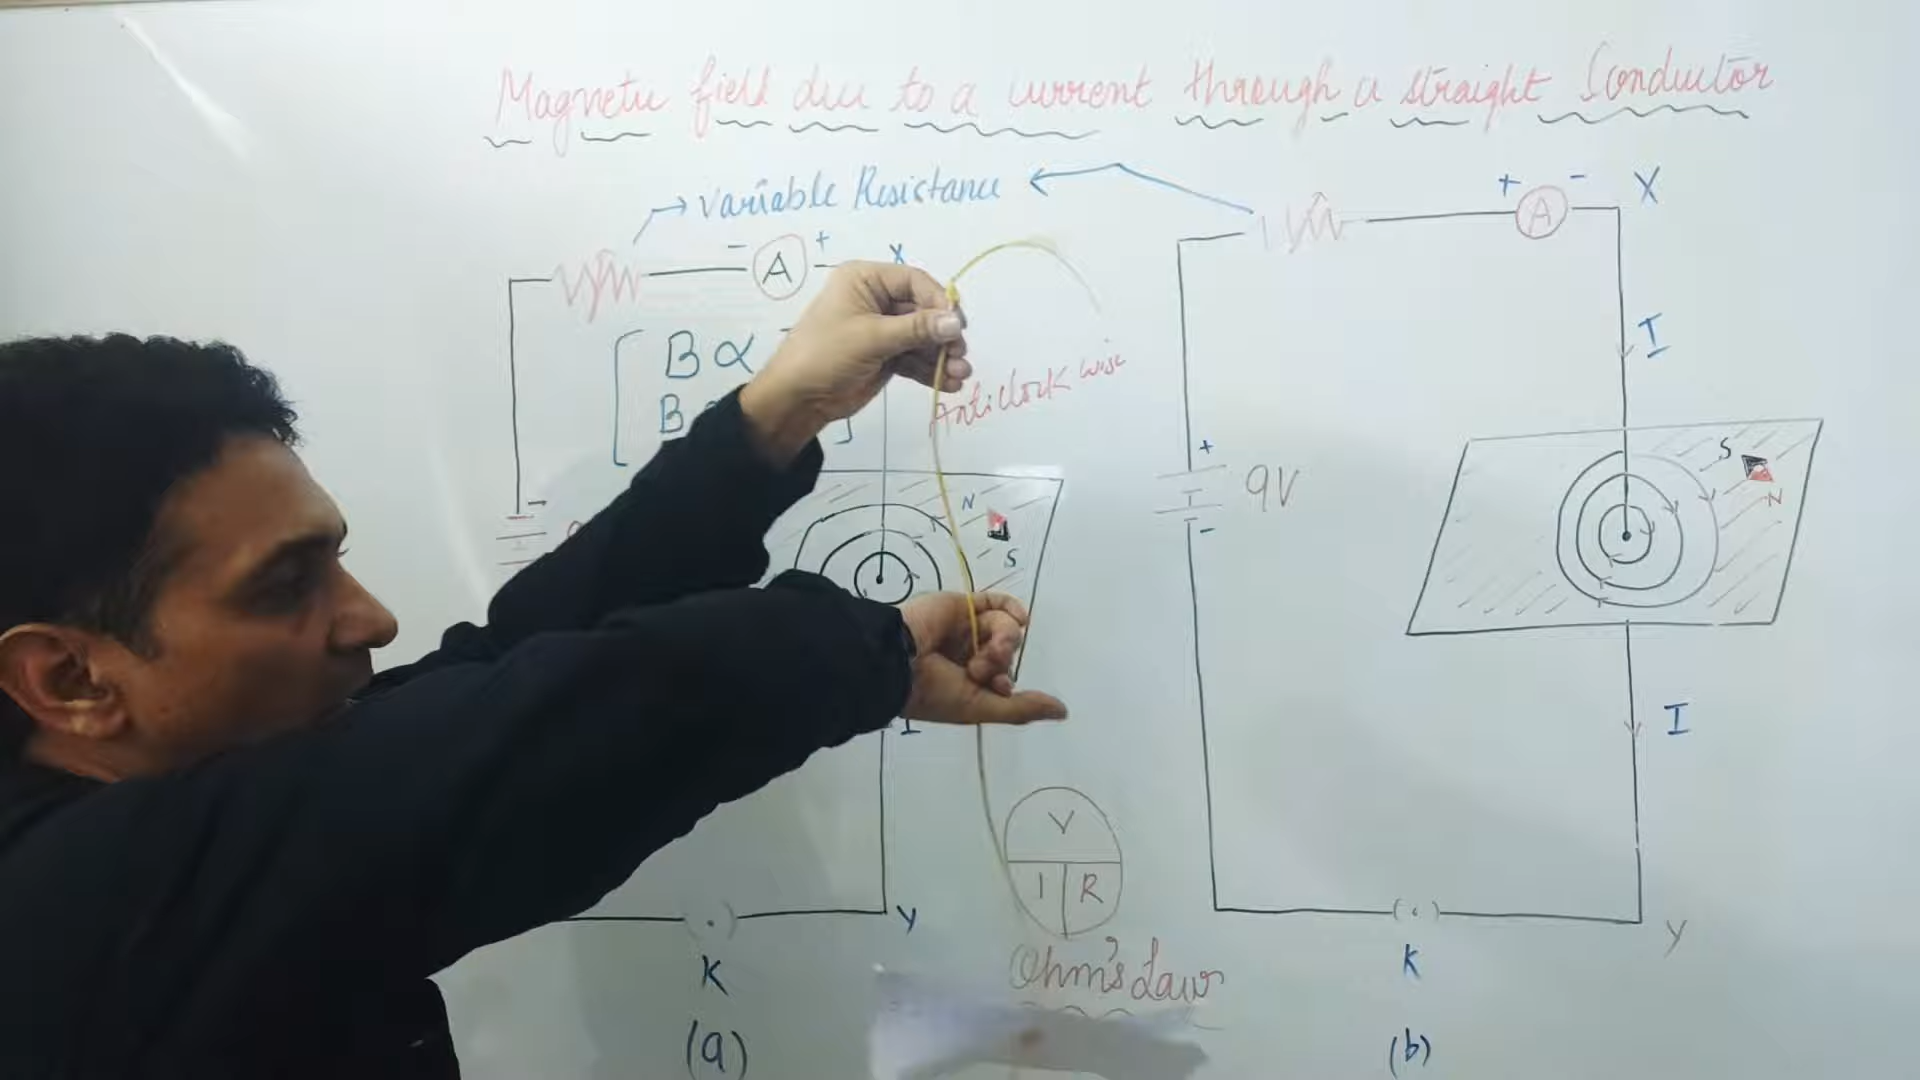 Magnetic field due to a current through a straight Conductor
→ Variable Resistance ←
- A +
X
+ A -
X
B α
B
Anticlockwise
I
N
S
-
+
9V
-
S
N
I
I
V
I R
Y
Y
K
K
Ohm's Law
(a)
(b)